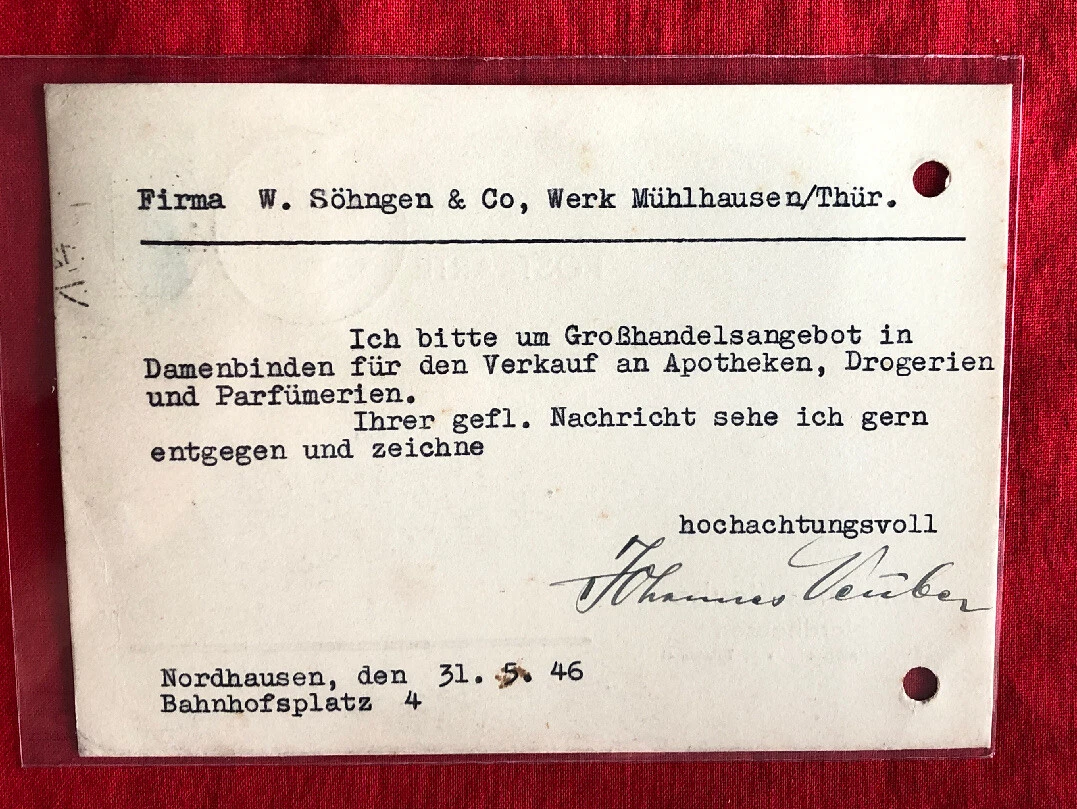 Firma W. Söhngen & Co, Werk Mühlhausen/Thür.
Ich bitte um Großhandelsangebot in
Damenbinden für den Verkauf an Apotheken, Drogerien
und Parfümerien.
Ihrer gefl. Nachricht sehe ich gern
entgegen und zeichne
hochachtungsvoll
Johannes
Nordhausen, den 31. 5. 46
Bahnhofsplatz 4